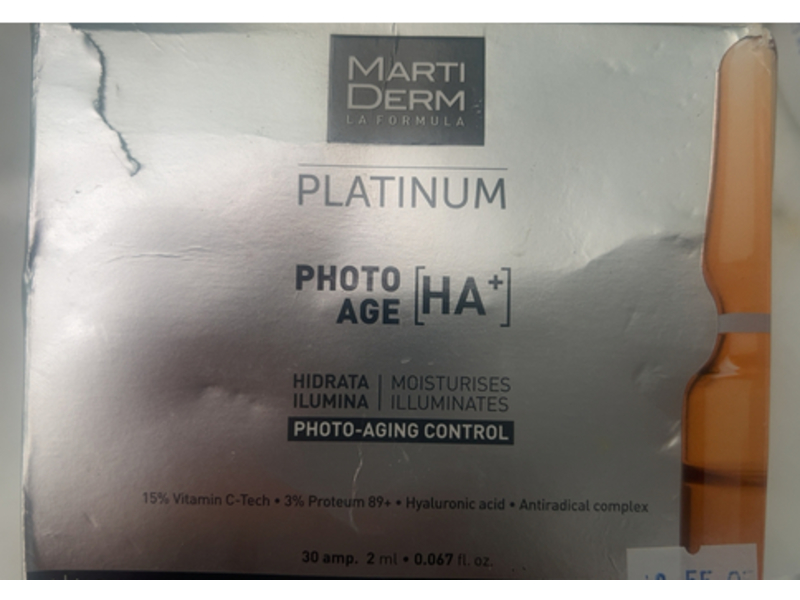 MARTI
DERM
LA FORMULA
PLATINUM
PHOTO
AGE [HA+]
HIDRATA | MOISTURISES
ILUMINA | ILLUMINATES
PHOTO-AGING CONTROL
15% Vitamin C-Tech • 3% Proteum 89+ • Hyaluronic acid • Antiradical complex
30 amp. 2 ml • 0.067 fl. oz.